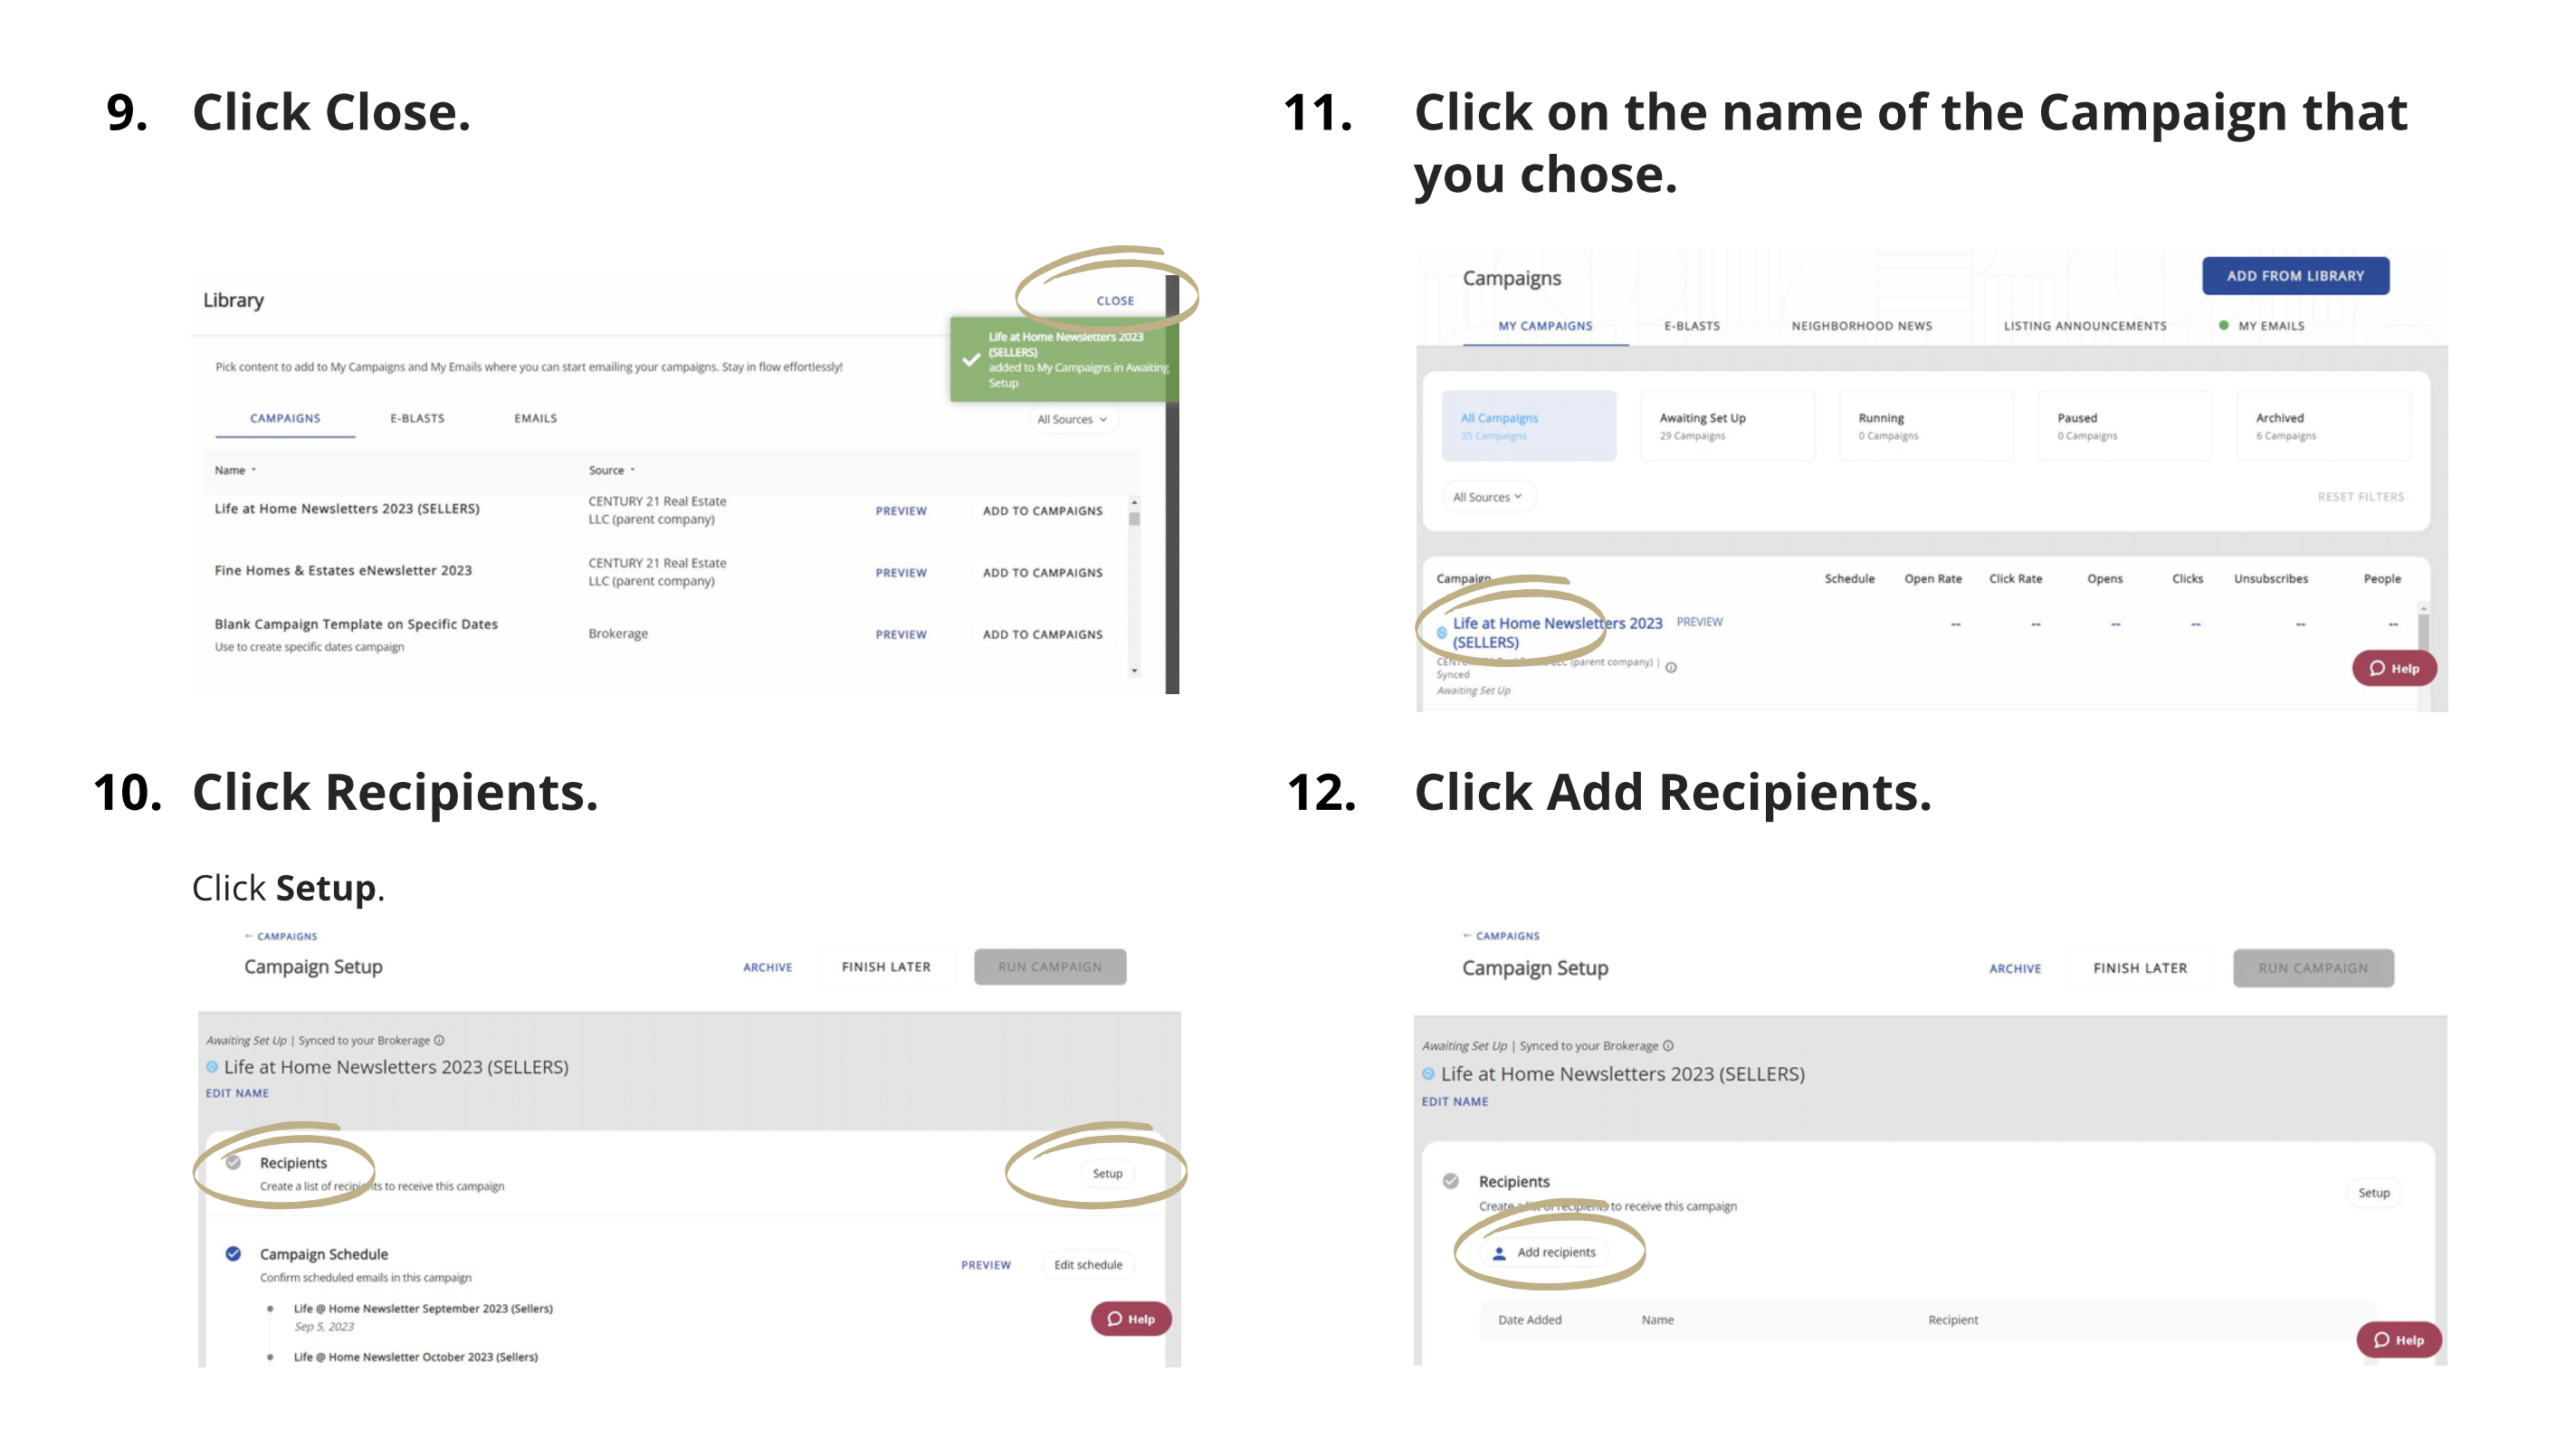 9. Click Close.
Library
CLOSE
Life at Home Newsletters 2023
(SELLERS)
added to My Campaigns in Awaiting
Setup
Pick content to add to My Campaigns and My Emails where you can start emailing your campaigns. Stay in flow effortlessly!
CAMPAIGNS E-BLASTS EMAILS All Sources
Name Source
Life at Home Newsletters 2023 (SELLERS) CENTURY 21 Real Estate
LLC (parent company) PREVIEW ADD TO CAMPAIGNS
Fine Homes & Estates eNewsletter 2023 CENTURY 21 Real Estate
LLC (parent company) PREVIEW ADD TO CAMPAIGNS
Blank Campaign Template on Specific Dates Brokerage PREVIEW ADD TO CAMPAIGNS
Use to create specific dates campaign
10. Click Recipients.
Click Setup.
← CAMPAIGNS
Campaign Setup ARCHIVE FINISH LATER RUN CAMPAIGN
Awaiting Set Up | Synced to your Brokerage
Life at Home Newsletters 2023 (SELLERS)
EDIT NAME
Recipients Setup
Create a list of recipients to receive this campaign
Campaign Schedule PREVIEW Edit schedule
Confirm scheduled emails in this campaign
Life @ Home Newsletter September 2023 (Sellers)
Sep 5, 2023
Help
Life @ Home Newsletter October 2023 (Sellers)
11. Click on the name of the Campaign that
you chose.
Campaigns ADD FROM LIBRARY
MY CAMPAIGNS E-BLASTS NEIGHBORHOOD NEWS LISTING ANNOUNCEMENTS MY EMAILS
All Campaigns Awaiting Set Up Running Paused Archived
35 Campaigns 29 Campaigns 0 Campaigns 0 Campaigns 6 Campaigns
All Sources RESET FILTERS
Campaign Schedule Open Rate Click Rate Opens Clicks Unsubscribes People
Life at Home Newsletters 2023 PREVIEW -- -- -- -- -- --
(SELLERS)
(parent company) |
Synced
Help
Awaiting Set Up
12. Click Add Recipients.
← CAMPAIGNS
Campaign Setup ARCHIVE FINISH LATER RUN CAMPAIGN
Awaiting Set Up | Synced to your Brokerage
Life at Home Newsletters 2023 (SELLERS)
EDIT NAME
Recipients Setup
Create a list of recipients to receive this campaign
Add recipients
Date Added Name Recipient
Help